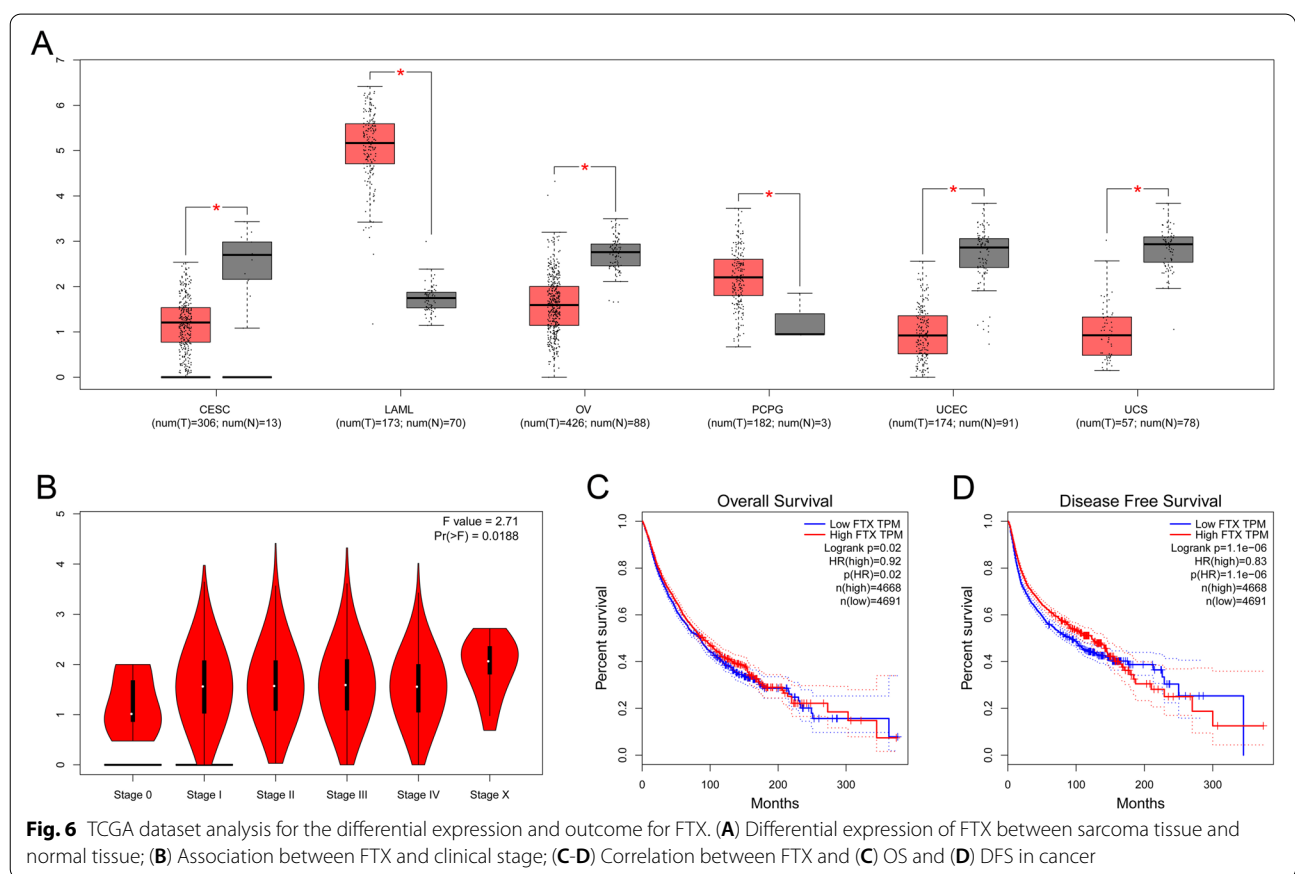 A
7
6
5
4
3
2
1
0
*
*
*
*
*
*
CESC
(num(T)=306; num(N)=13)
LAML
(num(T)=173; num(N)=70)
OV
(num(T)=426; num(N)=88)
PCPG
(num(T)=182; num(N)=3)
UCEC
(num(T)=174; num(N)=91)
UCS
(num(T)=57; num(N)=78)
B
5
4
3
2
1
0
F value = 2.71
Pr(>F) = 0.0188
Stage 0
Stage I
Stage II
Stage III
Stage IV
Stage X
C
Overall Survival
Low FTX TPM
High FTX TPM
Logrank p=0.02
HR(high)=0.92
p(HR)=0.02
n(high)=4668
n(low)=4691
Percent survival
1.0
0.8
0.6
0.4
0.2
0.0
0 100 200 300
Months
D
Disease Free Survival
Low FTX TPM
High FTX TPM
Logrank p=1.1e-06
HR(high)=0.83
p(HR)=1.1e-06
n(high)=4668
n(low)=4691
Percent survival
1.0
0.8
0.6
0.4
0.2
0.0
0 100 200 300
Months
Fig. 6 TCGA dataset analysis for the differential expression and outcome for FTX. (A) Differential expression of FTX between sarcoma tissue and
normal tissue; (B) Association between FTX and clinical stage; (C-D) Correlation between FTX and (C) OS and (D) DFS in cancer